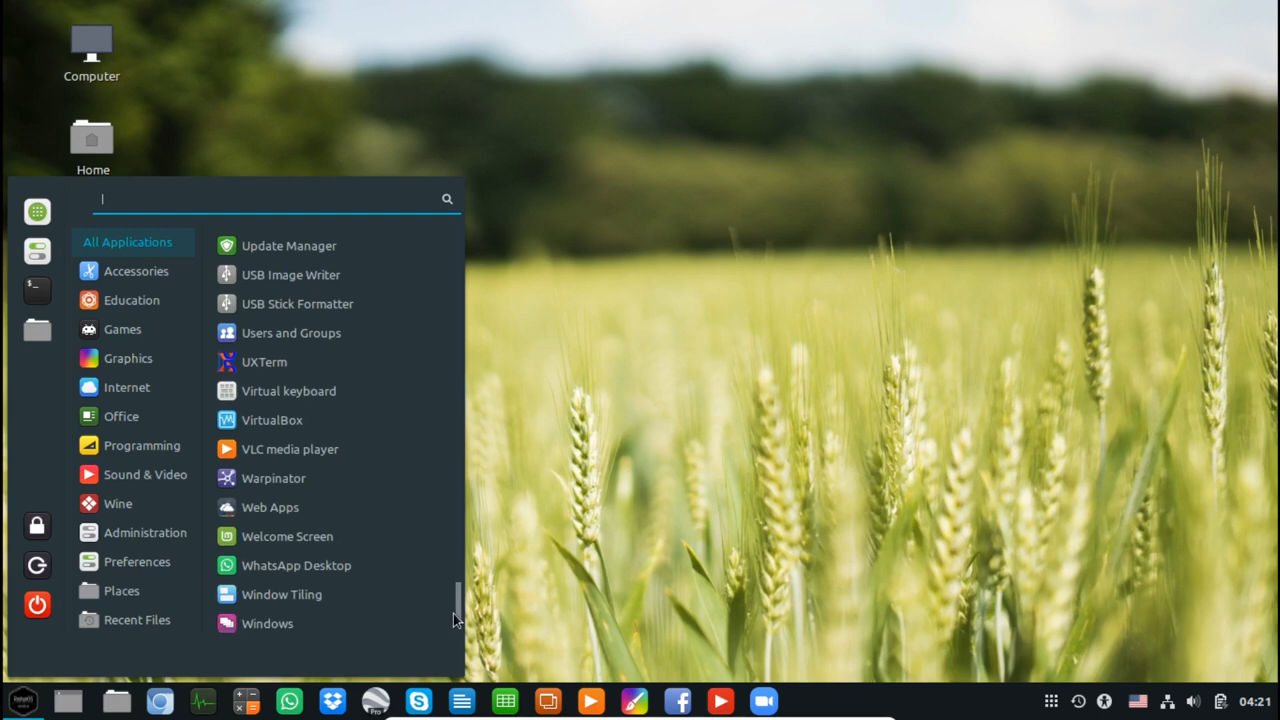 Computer
Home
All Applications
Accessories
Education
Games
Graphics
Internet
Office
Programming
Sound & Video
Wine
Administration
Preferences
Places
Recent Files
Update Manager
USB Image Writer
USB Stick Formatter
Users and Groups
UXTerm
Virtual keyboard
VirtualBox
VLC media player
Warpinator
Web Apps
Welcome Screen
WhatsApp Desktop
Window Tiling
Windows
Pro
04:21